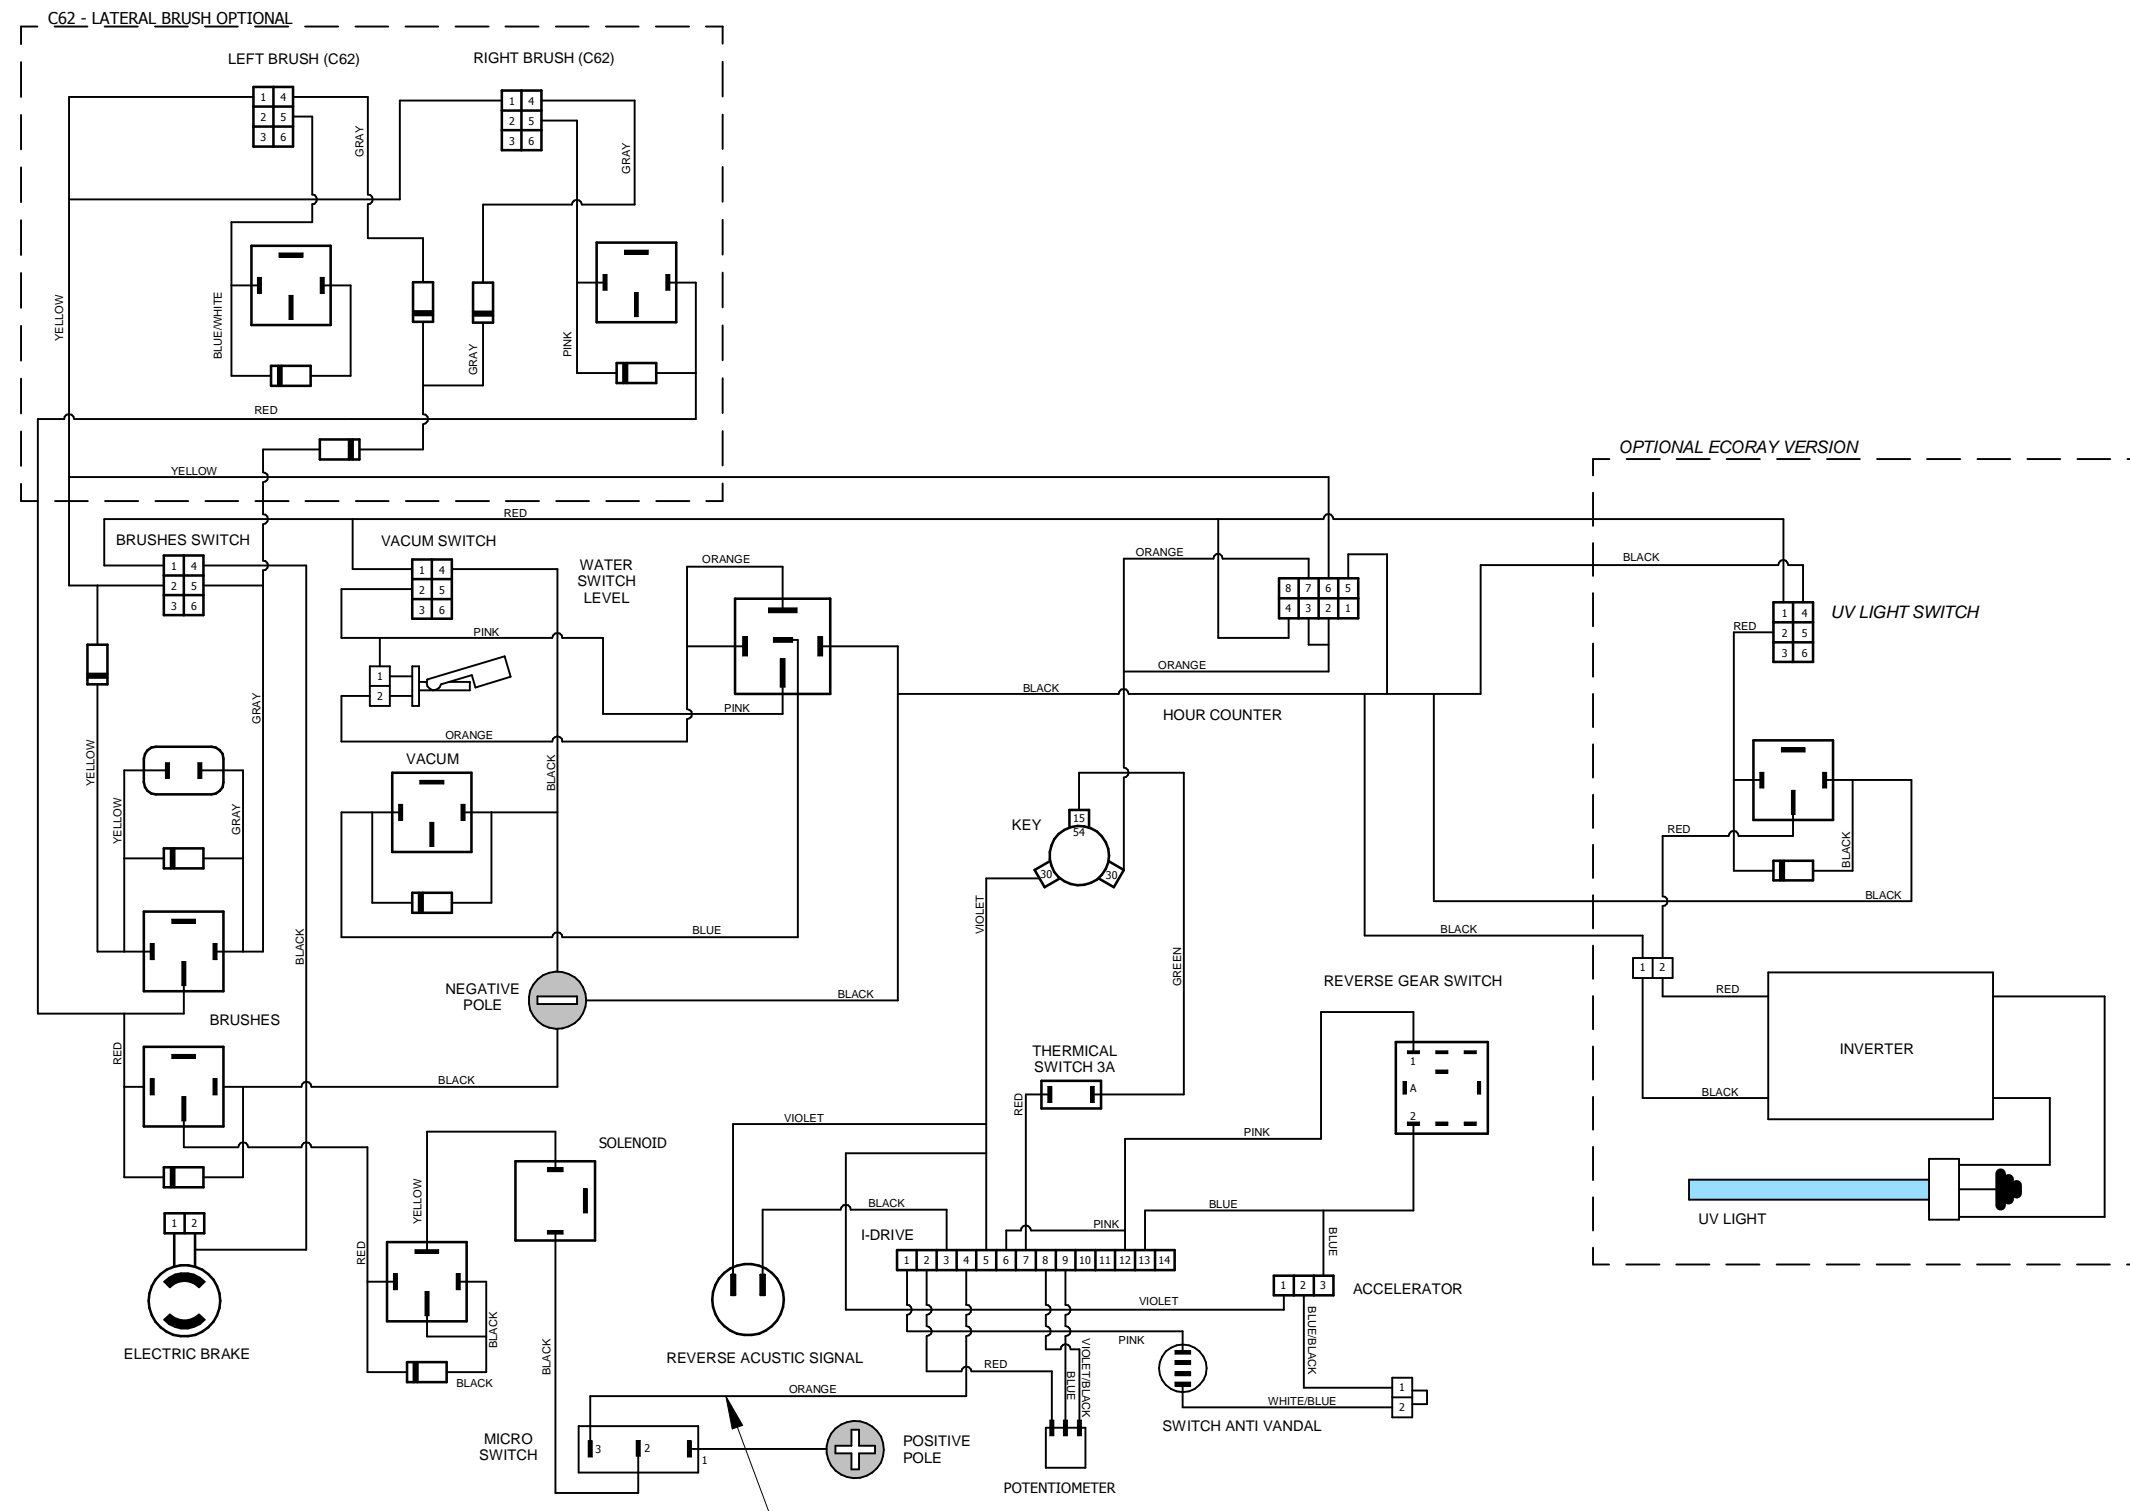 C62 - LATERAL BRUSH OPTIONAL
LEFT BRUSH (C62)
RIGHT BRUSH (C62)
1 4
2 5
3 6
1 4
2 5
3 6
GRAY
GRAY
YELLOW
BLUE/WHITE
GRAY
PINK
RED
YELLOW
OPTIONAL ECORAY VERSION
RED
BRUSHES SWITCH
1 4
2 5
3 6
VACUM SWITCH
1 4
2 5
3 6
WATER
SWITCH
LEVEL
ORANGE
ORANGE
BLACK
8 7 6 5
4 3 2 1
1 4
2 5
3 6
UV LIGHT SWITCH
RED
PINK
1
2
ORANGE
BLACK
PINK
ORANGE
HOUR COUNTER
GRAY
YELLOW
YELLOW
GRAY
VACUM
BLACK
KEY
15
54
30
30
RED
BLACK
BLACK
VIOLET
BLUE
BLACK
BLACK
GREEN
1 2
NEGATIVE
POLE
BLACK
REVERSE GEAR SWITCH
RED
INVERTER
BLACK
BRUSHES
RED
BLACK
THERMICAL
SWITCH 3A
RED
1
A
2
VIOLET
PINK
SOLENOID
YELLOW
BLACK
BLUE
PINK
UV LIGHT
1 2
RED
I-DRIVE
1 2 3 4 5 6 7 8 9 10 11 12 13 14
BLUE
1 2 3
ACCELERATOR
VIOLET
BLACK
BLACK
ELECTRIC BRAKE
BLACK
REVERSE ACUSTIC SIGNAL
PINK
RED
VIOLET/BLACK
BLUE
BLUE/BLACK
ORANGE
WHITE/BLUE
1
2
SWITCH ANTI VANDAL
MICRO
SWITCH
3 2 1
POSITIVE
POLE
POTENTIOMETER